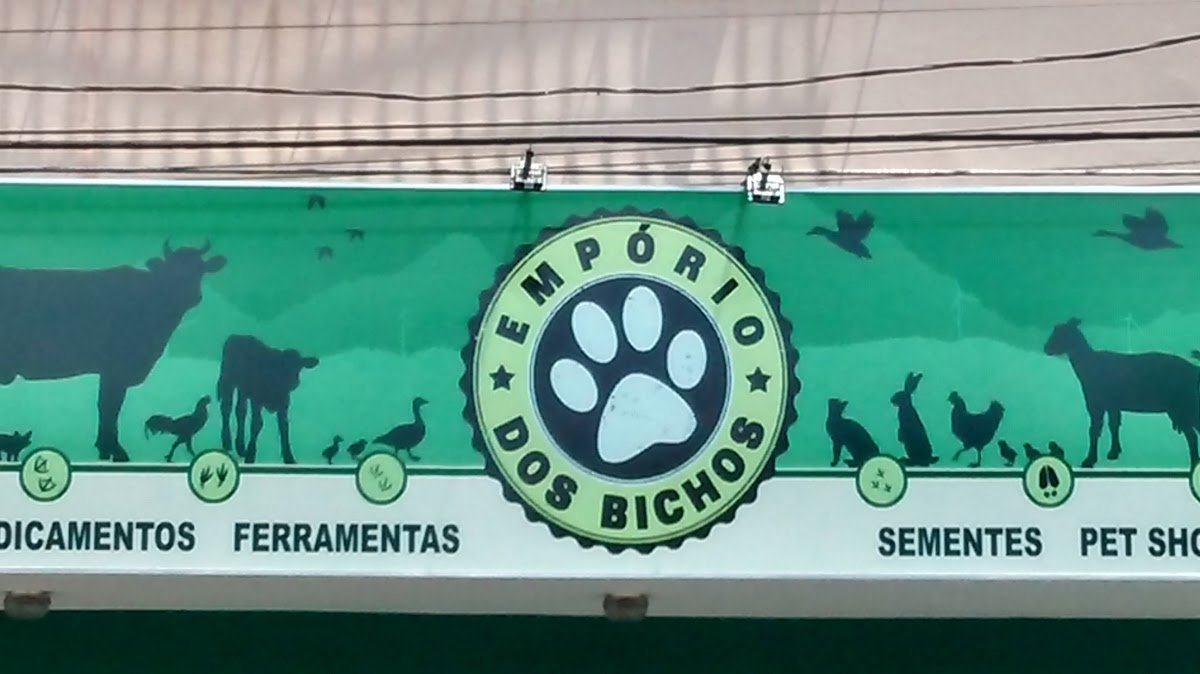 EMPÓRIO
DOS BICHOS
DICAMENTOS FERRAMENTAS SEMENTES PET SHO